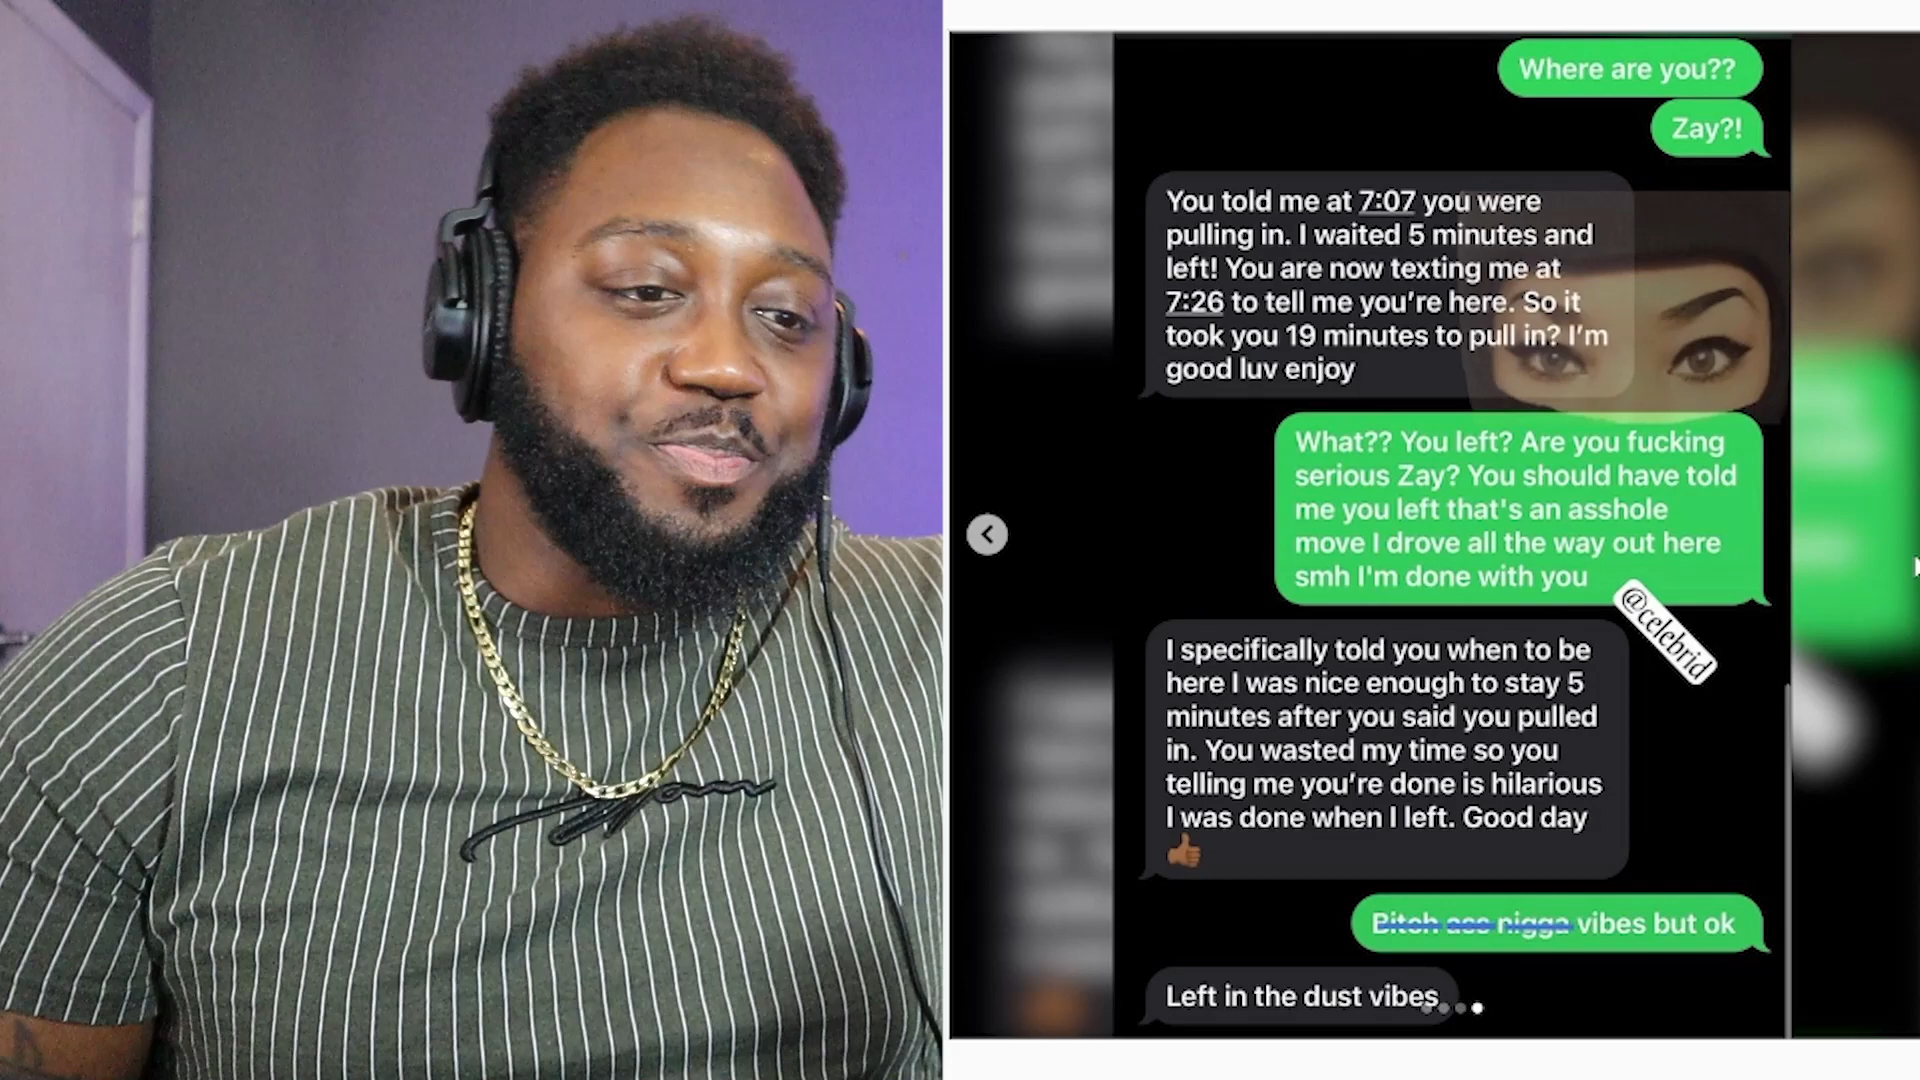 Where are you??
Zay?!
You told me at 7:07 you were
pulling in. I waited 5 minutes and
left! You are now texting me at
7:26 to tell me you’re here. So it
took you 19 minutes to pull in? I’m
good luv enjoy
What?? You left? Are you fucking
serious Zay? You should have told
me you left that's an asshole
move I drove all the way out here
smh I'm done with you
@celebrid
I specifically told you when to be
here I was nice enough to stay 5
minutes after you said you pulled
in. You wasted my time so you
telling me you’re done is hilarious
I was done when I left. Good day
👍🏾
Bitch ass nigga vibes but ok
Left in the dust vibes